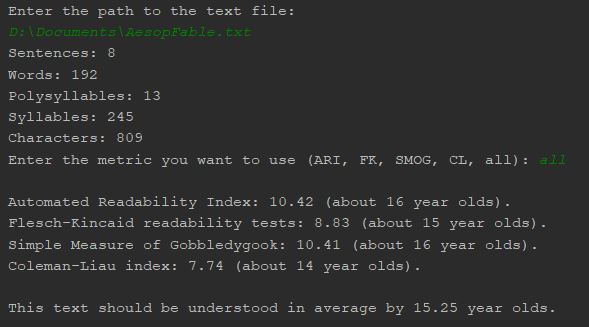 Enter the path to the text file:
D:\Documents\AesopFable.txt
Sentences: 8
Words: 192
Polysyllables: 13
Syllables: 245
Characters: 809
Enter the metric you want to use (ARI, FK, SMOG, CL, all): all
Automated Readability Index: 10.42 (about 16 year olds).
Flesch-Kincaid readability tests: 8.83 (about 15 year olds).
Simple Measure of Gobbledygook: 10.41 (about 16 year olds).
Coleman-Liau index: 7.74 (about 14 year olds).
This text should be understood in average by 15.25 year olds.